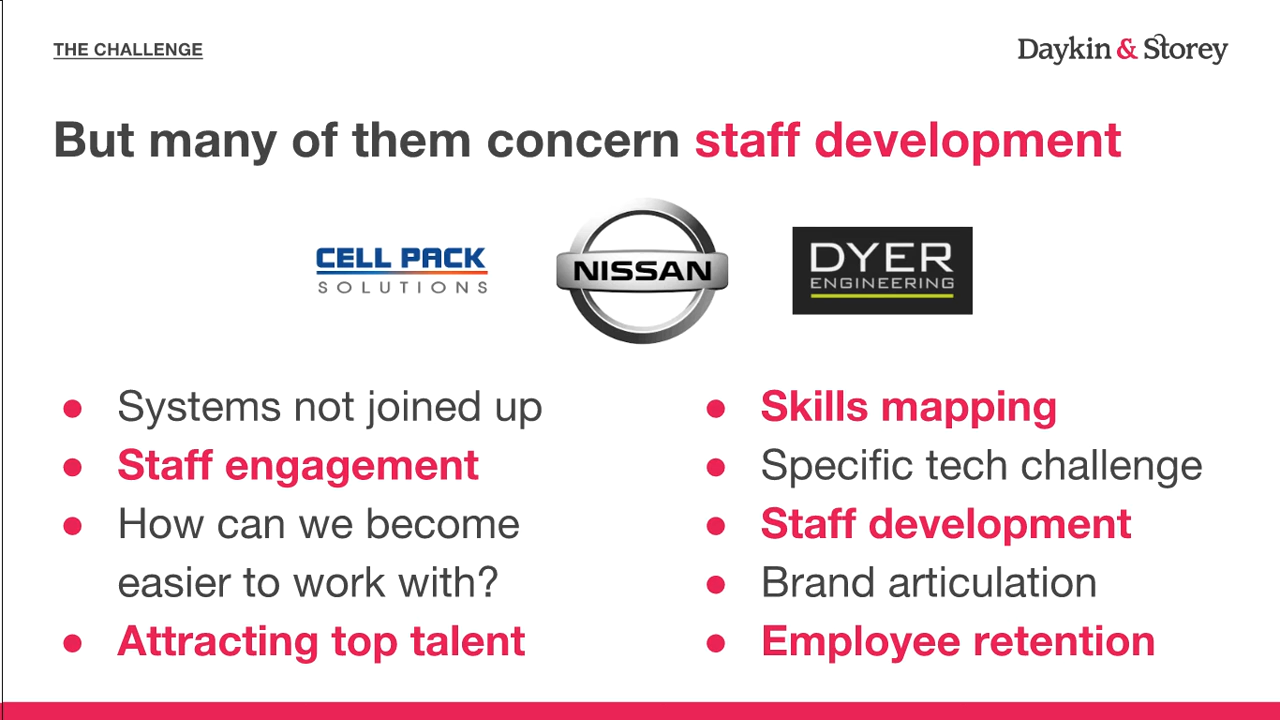 THE CHALLENGE
Daykin & Storey
But many of them concern staff development
CELL PACK
SOLUTIONS
NISSAN
DYER
ENGINEERING
● Systems not joined up
● Staff engagement
● How can we become
easier to work with?
● Attracting top talent
● Skills mapping
● Specific tech challenge
● Staff development
● Brand articulation
● Employee retention